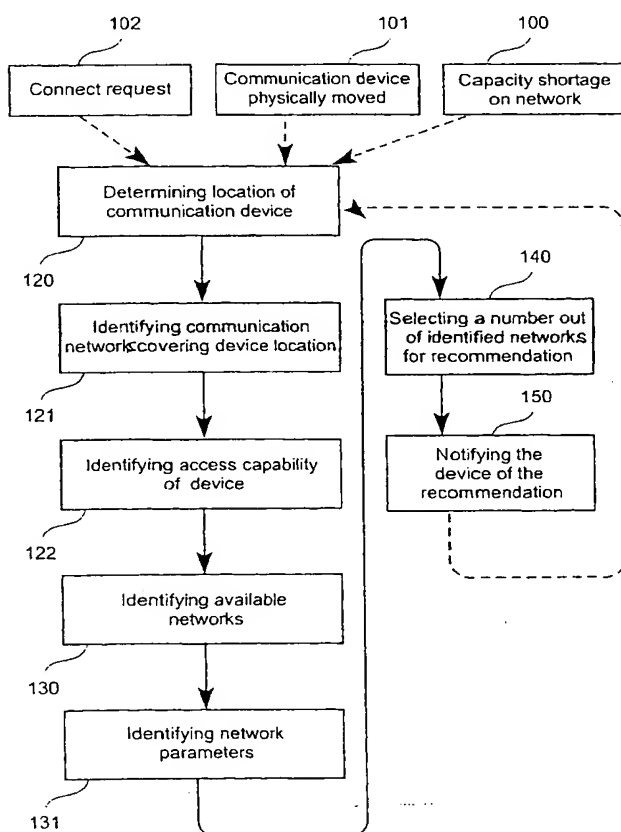 102
101
100
Connect request
Communication device
physically moved
Capacity shortage
on network
Determining location of
communication device
120
Identifying communication
networkscovering device location
121
Identifying access capability
of device
122
Identifying available
networks
130
Identifying network
parameters
131
140
Selecting a number out
of identified networks
for recommendation
150
Notifying the
device of the
recommendation